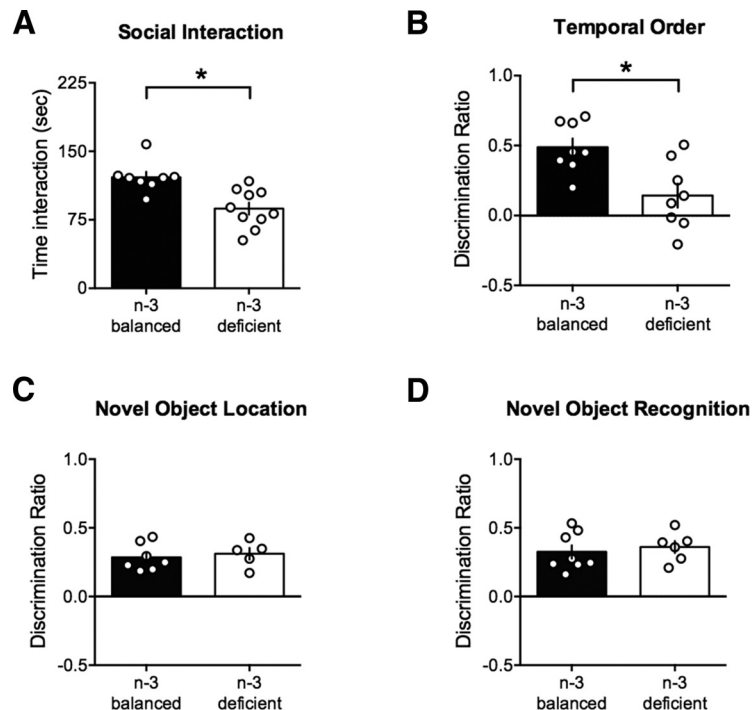 A
Social Interaction
*
225
150
75
0
Time interaction (sec)
n-3
balanced
n-3
deficient
B
Temporal Order
*
1.0
0.5
0.0
-0.5
Discrimination Ratio
n-3
balanced
n-3
deficient
C
Novel Object Location
1.0
0.5
0.0
-0.5
Discrimination Ratio
n-3
balanced
n-3
deficient
D
Novel Object Recognition
1.0
0.5
0.0
-0.5
Discrimination Ratio
n-3
balanced
n-3
deficient